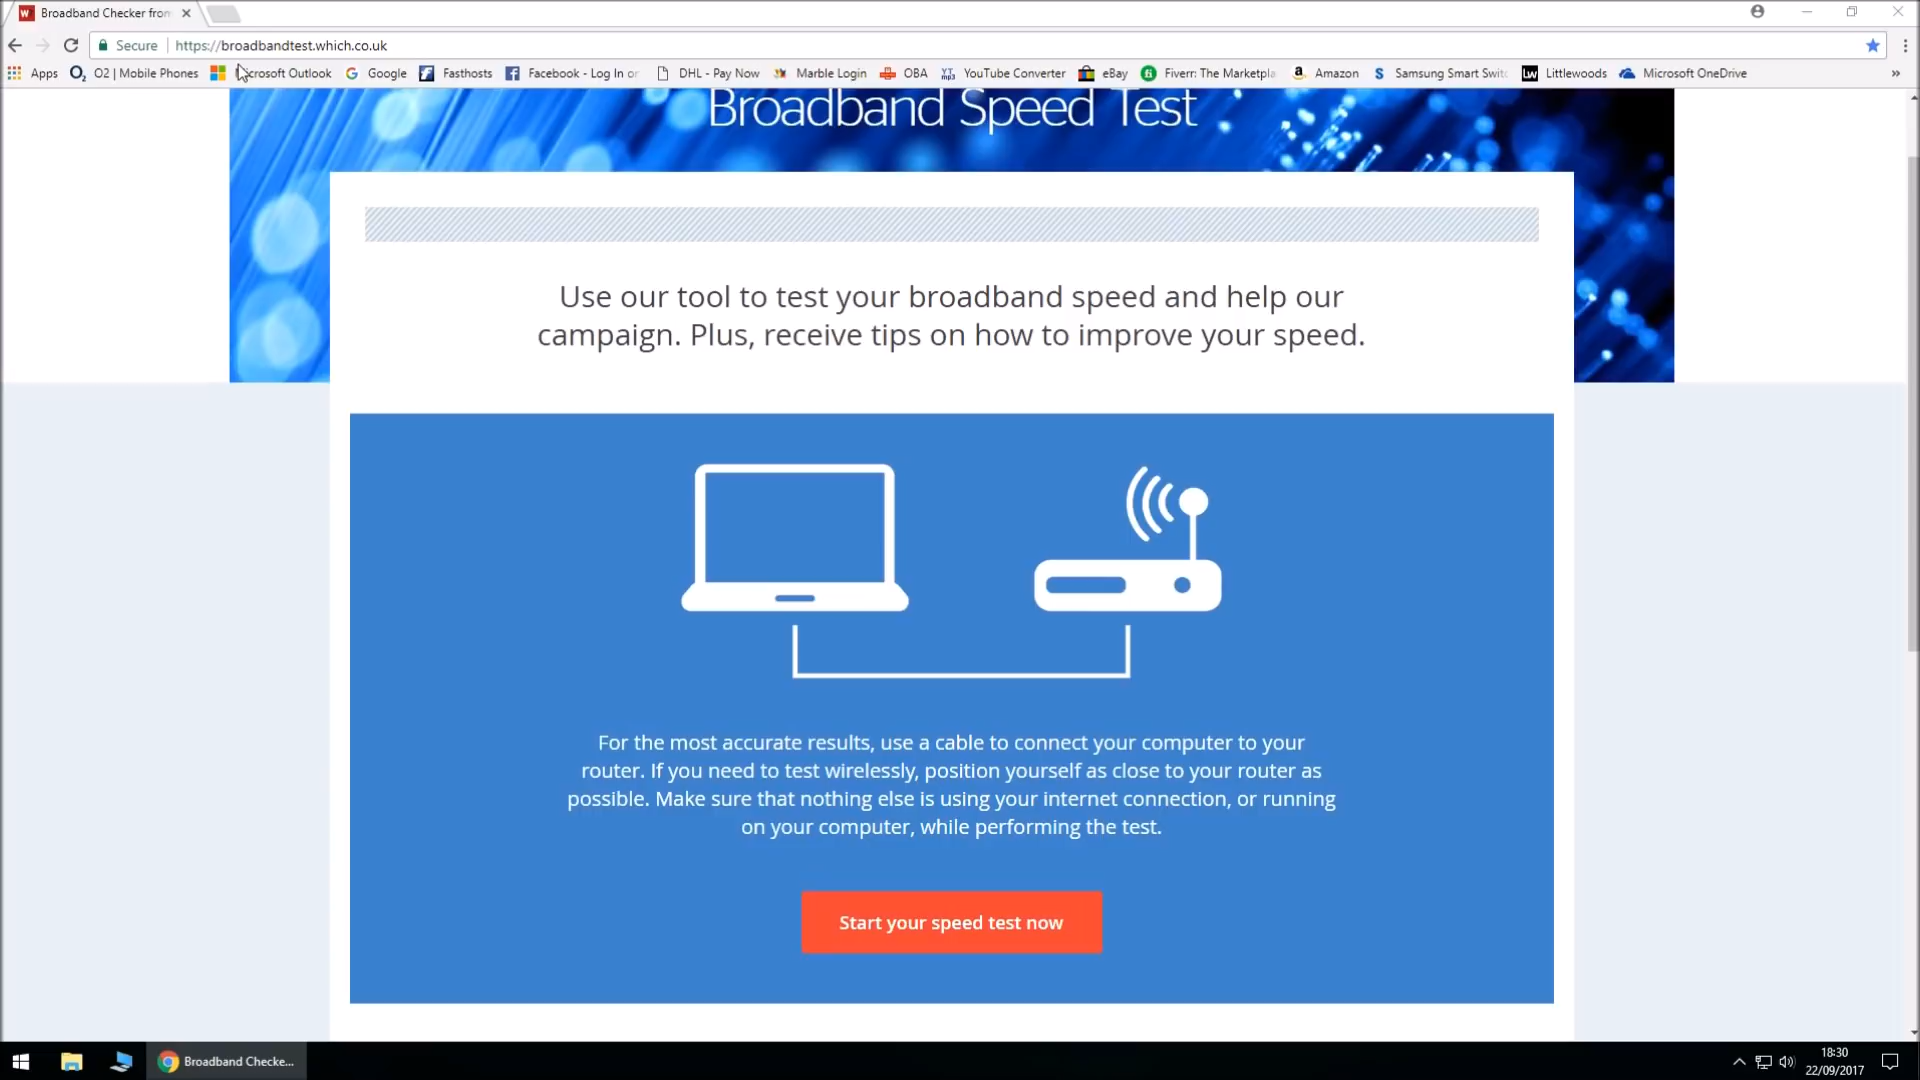 Broadband Checker from
Secure https://broadbandtest.which.co.uk
Apps O2 | Mobile Phones Microsoft Outlook Google Fasthosts Facebook - Log In or DHL - Pay Now Marble Login OBA YouTube Converter eBay Fiverr: The Marketpla Amazon Samsung Smart Switc Littlewoods Microsoft OneDrive »
Broadband Speed Test
Use our tool to test your broadband speed and help our
campaign. Plus, receive tips on how to improve your speed.
For the most accurate results, use a cable to connect your computer to your
router. If you need to test wirelessly, position yourself as close to your router as
possible. Make sure that nothing else is using your internet connection, or running
on your computer, while performing the test.
Start your speed test now
Broadband Checke...
18:30
22/09/2017